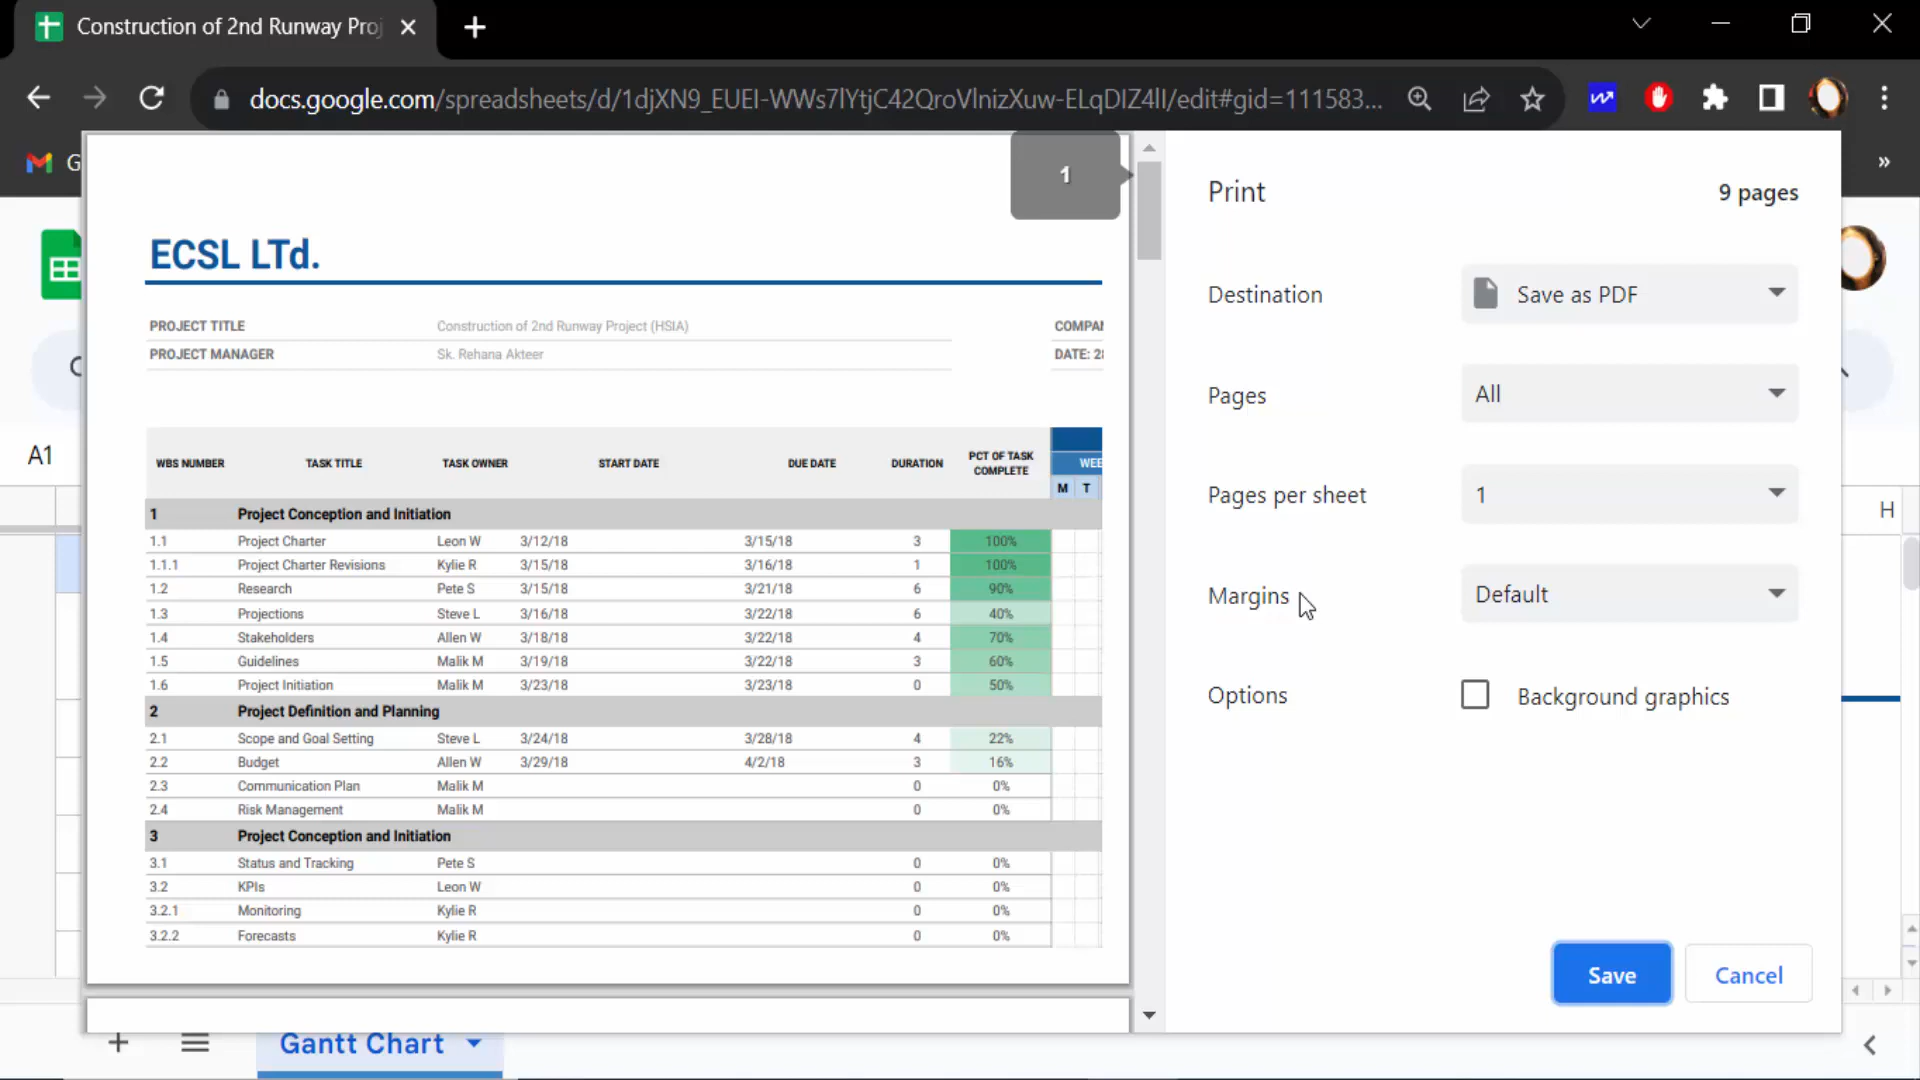 Construction of 2nd Runway Proj
docs.google.com/spreadsheets/d/1djXN9_EUEI-WWs7lYtjC42QroVlnizXuw-ELqDIZ4lI/edit#gid=111583...
G
»
1
Print
9 pages
ECSL LTd.
PROJECT TITLE Construction of 2nd Runway Project (HSIA) COMPAN
PROJECT MANAGER Sk. Rehana Akteer DATE: 28
Destination Save as PDF
Pages All
Pages per sheet 1
Margins Default
Options Background graphics
A1
H
WBS NUMBER TASK TITLE TASK OWNER START DATE DUE DATE DURATION PCT OF TASK COMPLETE WEE
M T
1 Project Conception and Initiation
1.1 Project Charter Leon W 3/12/18 3/15/18 3 100%
1.1.1 Project Charter Revisions Kylie R 3/15/18 3/16/18 1 100%
1.2 Research Pete S 3/15/18 3/21/18 6 90%
1.3 Projections Steve L 3/16/18 3/22/18 6 40%
1.4 Stakeholders Allen W 3/18/18 3/22/18 4 70%
1.5 Guidelines Malik M 3/19/18 3/22/18 3 60%
1.6 Project Initiation Malik M 3/23/18 3/23/18 0 50%
2 Project Definition and Planning
2.1 Scope and Goal Setting Steve L 3/24/18 3/28/18 4 22%
2.2 Budget Allen W 3/29/18 4/2/18 3 16%
2.3 Communication Plan Malik M 0 0%
2.4 Risk Management Malik M 0 0%
3 Project Conception and Initiation
3.1 Status and Tracking Pete S 0 0%
3.2 KPIs Leon W 0 0%
3.2.1 Monitoring Kylie R 0 0%
3.2.2 Forecasts Kylie R 0 0%
Save Cancel
Gantt Chart